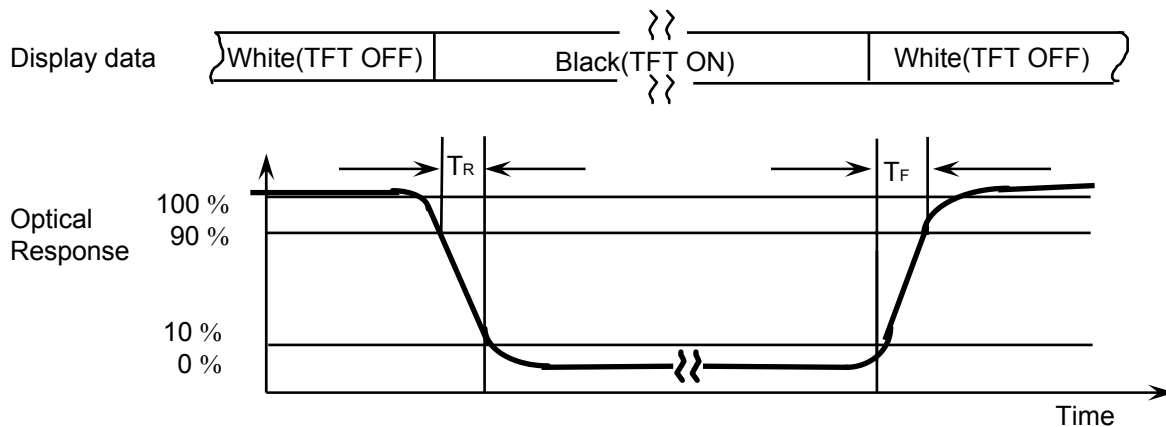 Display data
White(TFT OFF) Black(TFT ON) White(TFT OFF)
TR TF
Optical
Response
100 %
90 %
10 %
0 %
Time